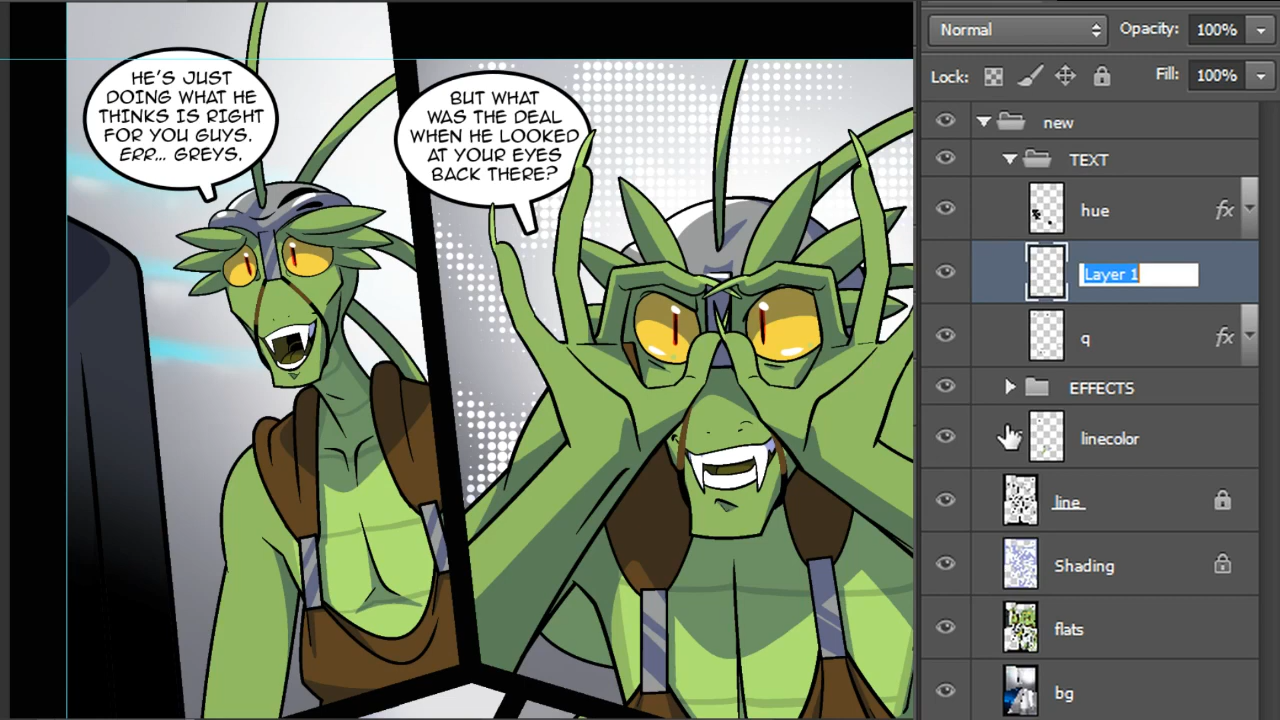 HE'S JUST
DOING WHAT HE
THINKS IS RIGHT
FOR YOU GUYS.
ERR... GREYS.
BUT WHAT
WAS THE DEAL
WHEN HE LOOKED
AT YOUR EYES
BACK THERE?
Normal
Opacity: 100%
Lock:
Fill: 100%
new
TEXT
hue fx
Layer 1
q fx
EFFECTS
linecolor
line
Shading
flats
bg